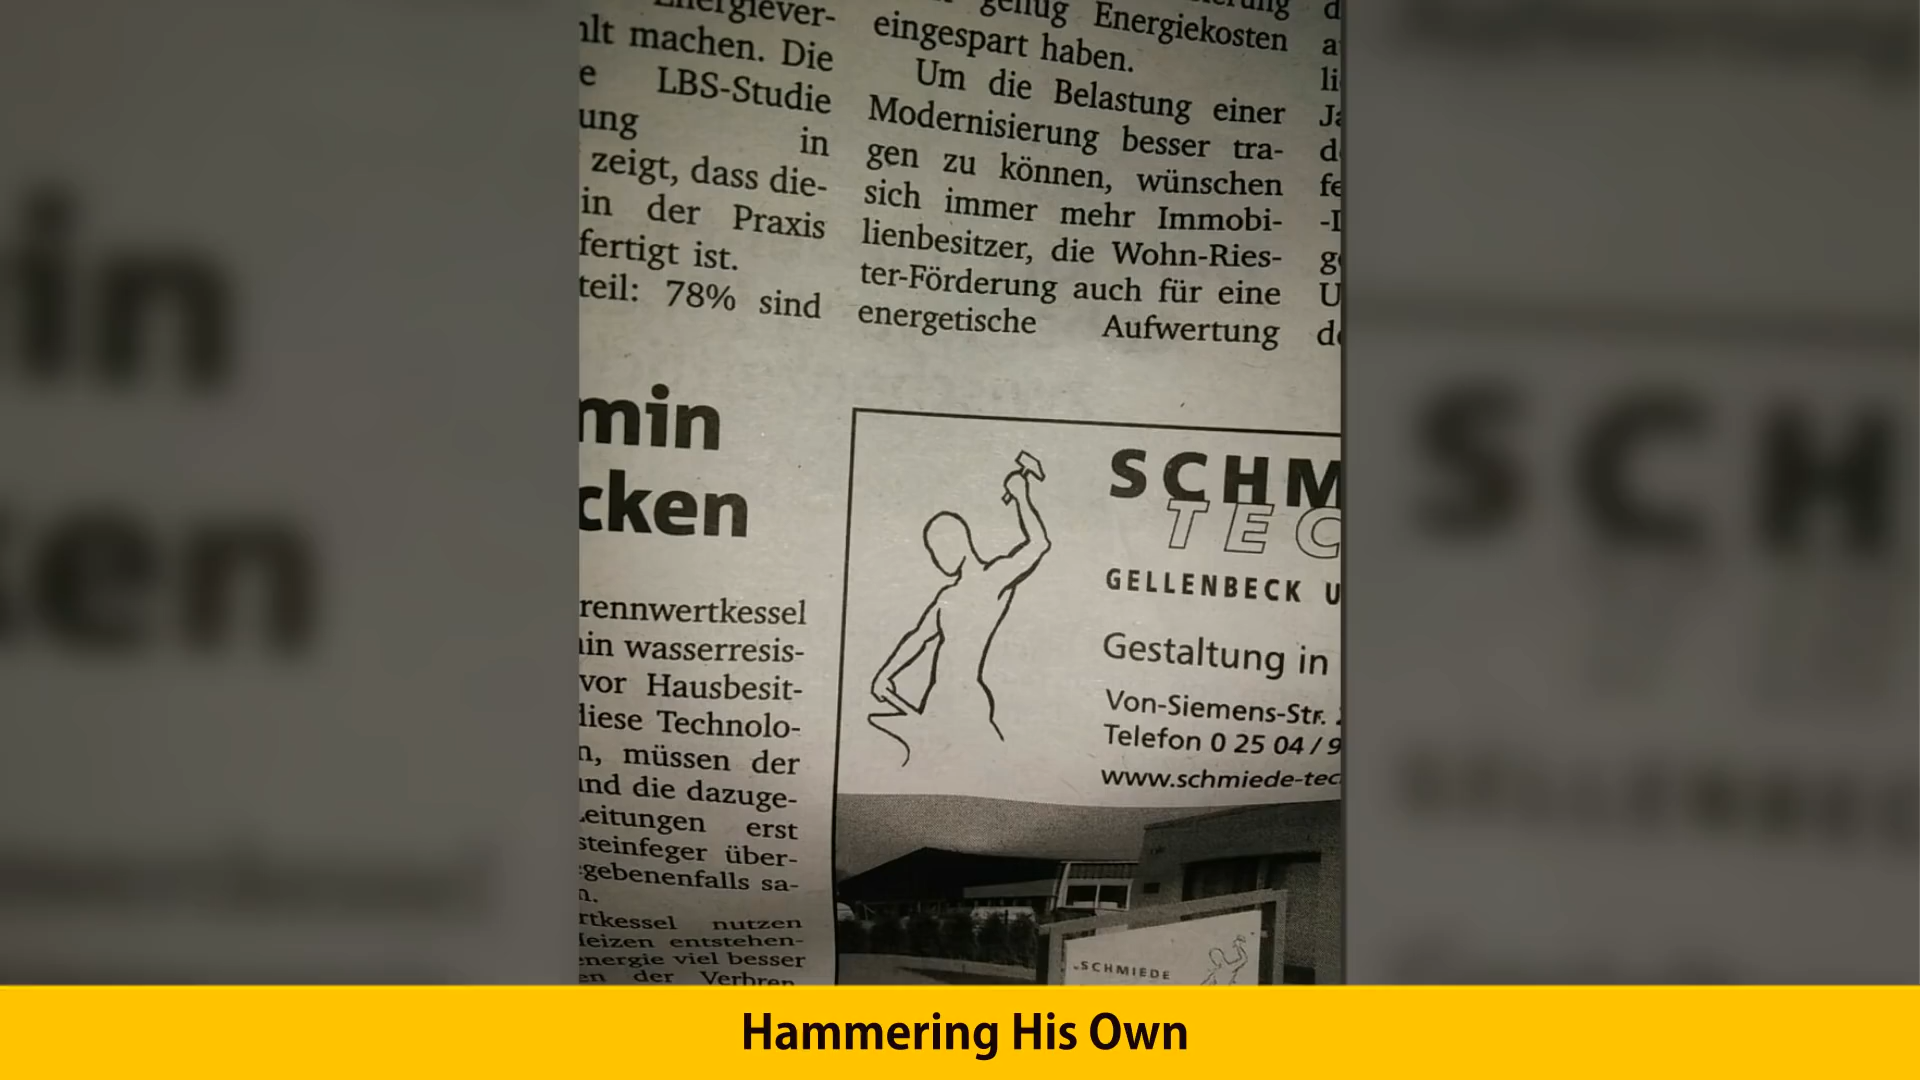 Energiever-
alt machen. Die
e LBS-Studie
ung in
zeigt, dass die-
in der Praxis
fertigt ist.
teil: 78% sind
genug Energiekosten
eingespart haben.
Um die Belastung einer
Modernisierung besser tra-
gen zu können, wünschen
sich immer mehr Immobi-
lienbesitzer, die Wohn-Ries-
ter-Förderung auch für eine
energetische Aufwertung
min
cken
rennwertkessel
in wasserresis-
vor Hausbesit-
diese Technolo-
n, müssen der
und die dazuge-
Leitungen erst
steinfeger über-
gebenenfalls sa-
n.
rtkessel nutzen
Heizen entstehen-
energie viel besser
en der Verbren
SCHM
TEC
GELLENBECK U
Gestaltung in
Von-Siemens-Str.
Telefon 0 25 04 / 9
www.schmiede-tec
SCHMIEDE
Hammering His Own